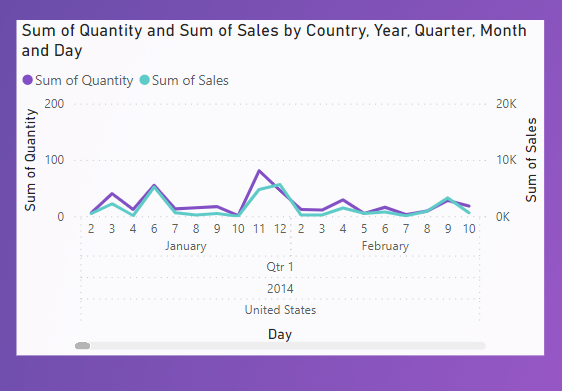 Sum of Quantity and Sum of Sales by Country, Year, Quarter, Month
and Day
Sum of Quantity Sum of Sales
Sum of Quantity
200
100
0
20K
10K
0K
Sum of Sales
2 3 4 6 7 8 9 10 11 12 2 3 4 5 6 7 8 9 10
January February
Qtr 1
2014
United States
Day